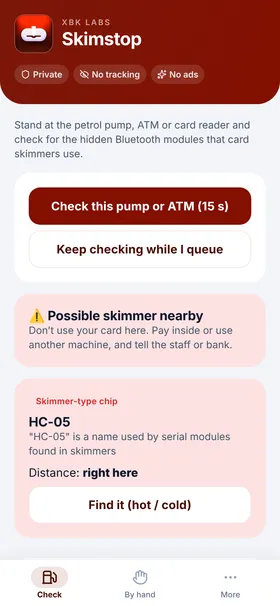 XBK LABS
Skimstop
Private
No tracking
No ads
Stand at the petrol pump, ATM or card reader and
check for the hidden Bluetooth modules that card
skimmers use.
Check this pump or ATM (15 s)
Keep checking while I queue
⚠️ Possible skimmer nearby
Don't use your card here. Pay inside or use
another machine, and tell the staff or bank.
Skimmer-type chip
HC-05
"HC-05" is a name used by serial modules
found in skimmers
Distance: right here
Find it (hot / cold)
Check
By hand
More